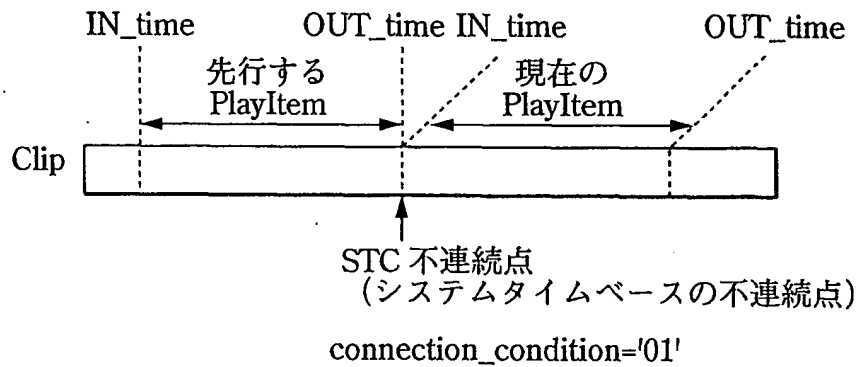 IN_time OUT_time IN_time OUT_time
先行する 現在の
PlayItem PlayItem
Clip
STC 不連続点
（システムタイムベースの不連続点）
connection_condition='01'